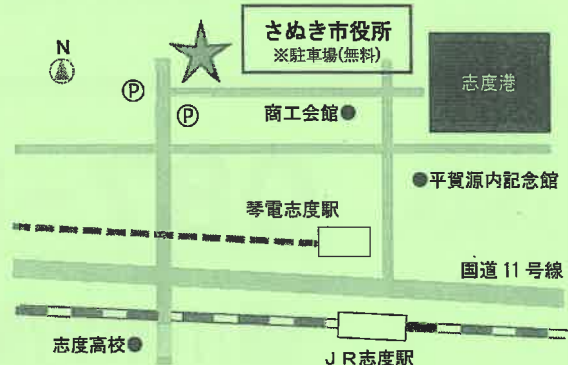 さぬき市役所
※駐車場(無料)
N
志度港
Ⓟ
Ⓟ
商工会館
平賀源内記念館
琴電志度駅
国道11号線
志度高校
JR志度駅